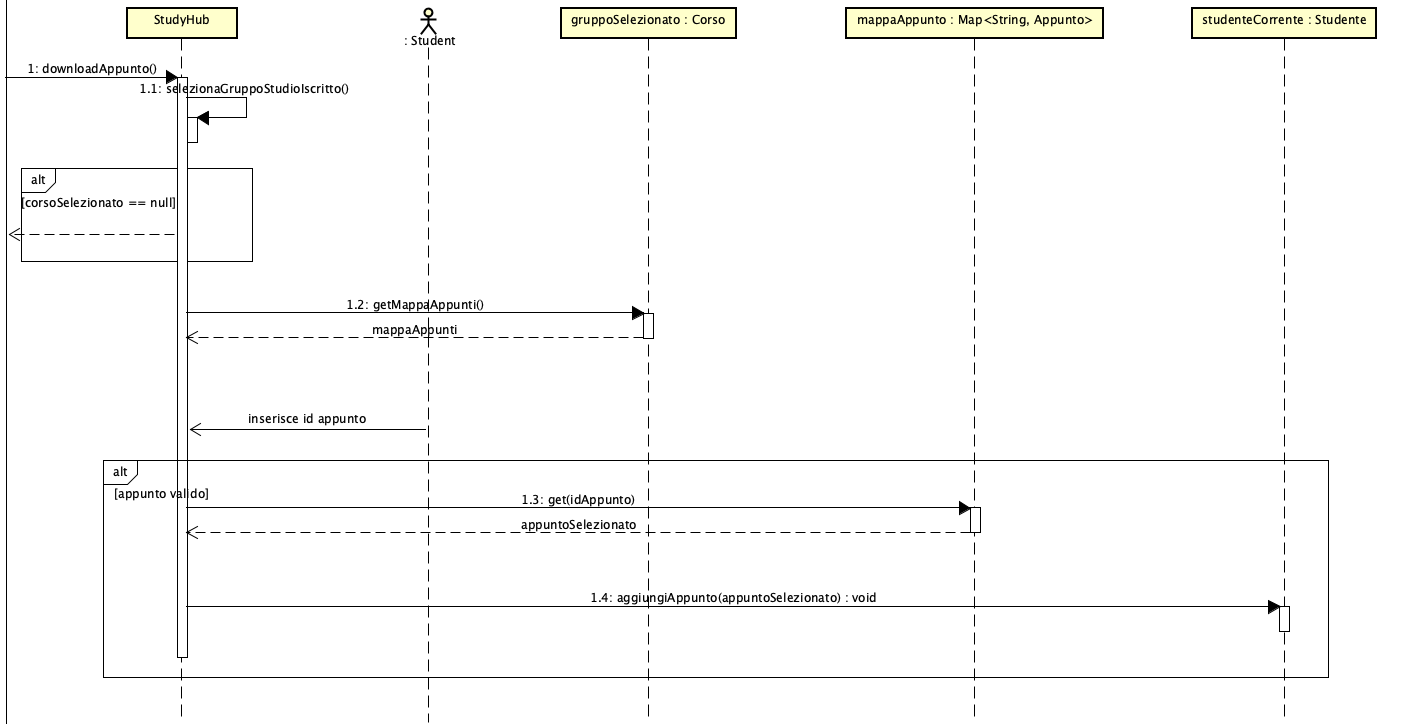 StudyHub
: Student
gruppoSelezionato : Corso
mappaAppunto : Map<String, Appunto>
studenteCorrente : Studente
1: downloadAppunto()
1.1: selezionaGruppoStudioIscritto()
alt
[corsoSelezionato == null]
1.2: getMappaAppunti()
mappaAppunti
inserisce id appunto
alt
[appunto valido]
1.3: get(idAppunto)
appuntoSelezionato
1.4: aggiungiAppunto(appuntoSelezionato) : void